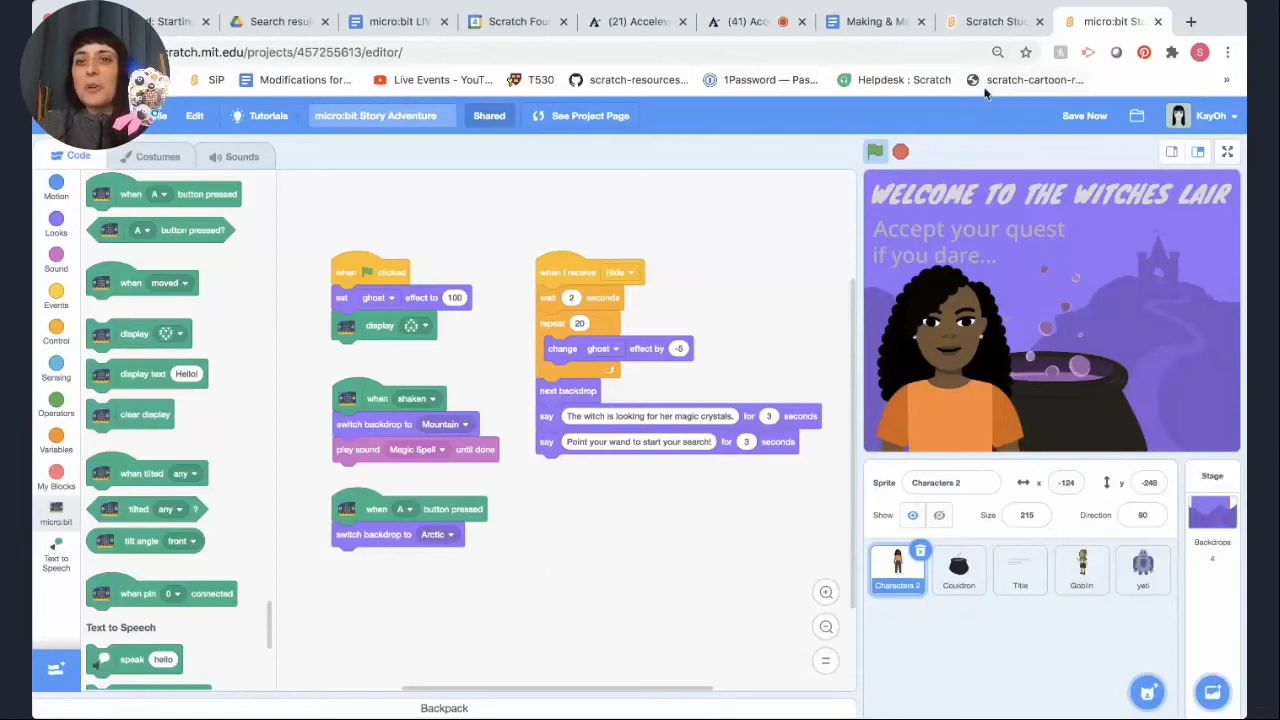 d: Startin
Search resul
micro:bit LIV
Scratch Fou
(21) Acceler
(41) Acc
Making & M
Scratch Stu
micro:bit Sto
ratch.mit.edu/projects/457255613/editor/
SiP
Modifications for...
Live Events - YouT...
T530
scratch-resources...
1Password — Pas...
Helpdesk : Scratch
scratch-cartoon-r...
Edit
Tutorials
micro:bit Story Adventure
Shared
See Project Page
Save Now
KayOh
Code
Costumes
Sounds
Motion
Looks
Sound
Events
Control
Sensing
Operators
Variables
My Blocks
micro:bit
Text to
Speech
when A button pressed
A button pressed?
when moved
display
display text Hello!
clear display
when tilted any
tilted any ?
tilt angle front
when pin 0 connected
Text to Speech
speak hello
when clicked
set ghost effect to 100
display
when shaken
switch backdrop to Mountain
play sound Magic Spell until done
when A button pressed
switch backdrop to Arctic
when I receive Hide
wait 2 seconds
repeat 20
change ghost effect by -5
next backdrop
say The witch is looking for her magic crystals. for 3 seconds
say Point your wand to start your search! for 3 seconds
WELCOME TO THE WITCHES LAIR
Accept your quest
if you dare...
Sprite Characters 2 x -124 y -248
Show Size 215 Direction 90
Characters 2
Couldron
Title
Goblin
yeti
Stage
Backdrops
4
Backpack